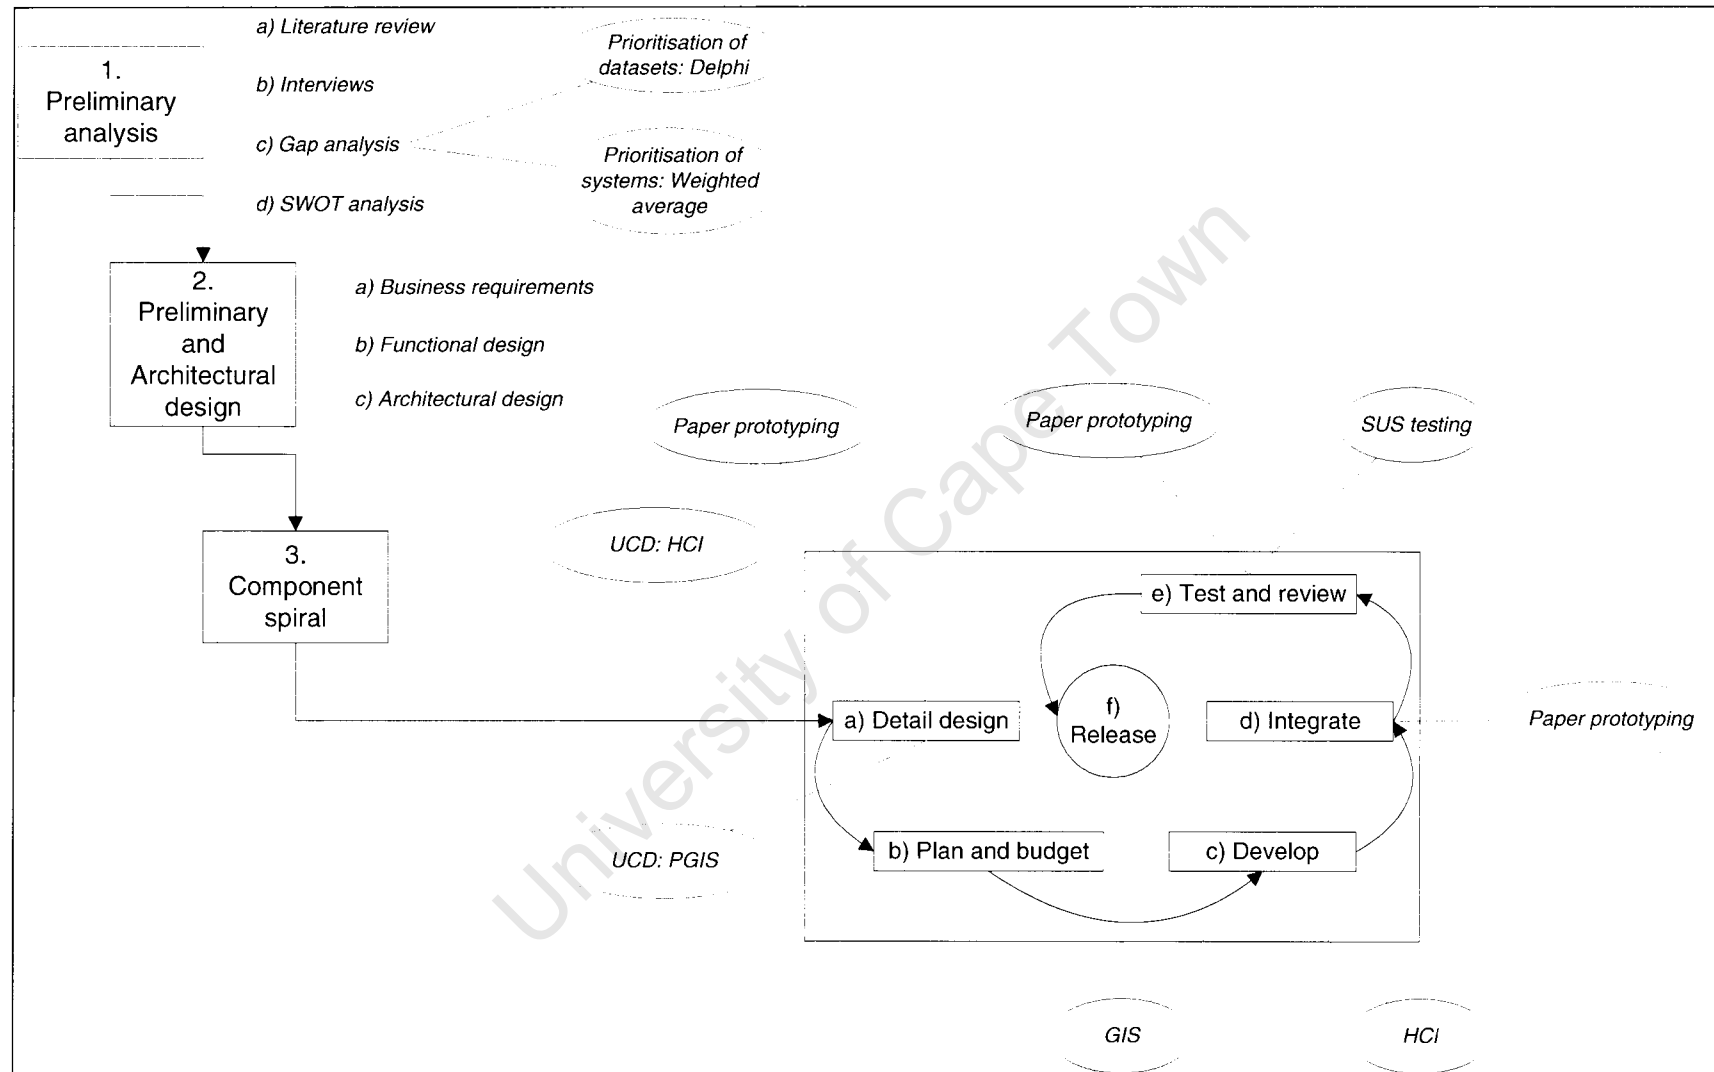 1.
Preliminary
analysis
a) Literature review
b) Interviews
c) Gap analysis
d) SWOT analysis
Prioritisation of
datasets: Delphi
Prioritisation of
systems: Weighted
average
2.
Preliminary
and
Architectural
design
a) Business requirements
b) Functional design
c) Architectural design
Paper prototyping
Paper prototyping
SUS testing
3.
Component
spiral
UCD: HCI
e) Test and review
a) Detail design
f)
Release
d) Integrate
Paper prototyping
UCD: PGIS
b) Plan and budget
c) Develop
GIS
HCI
University of Cape Town